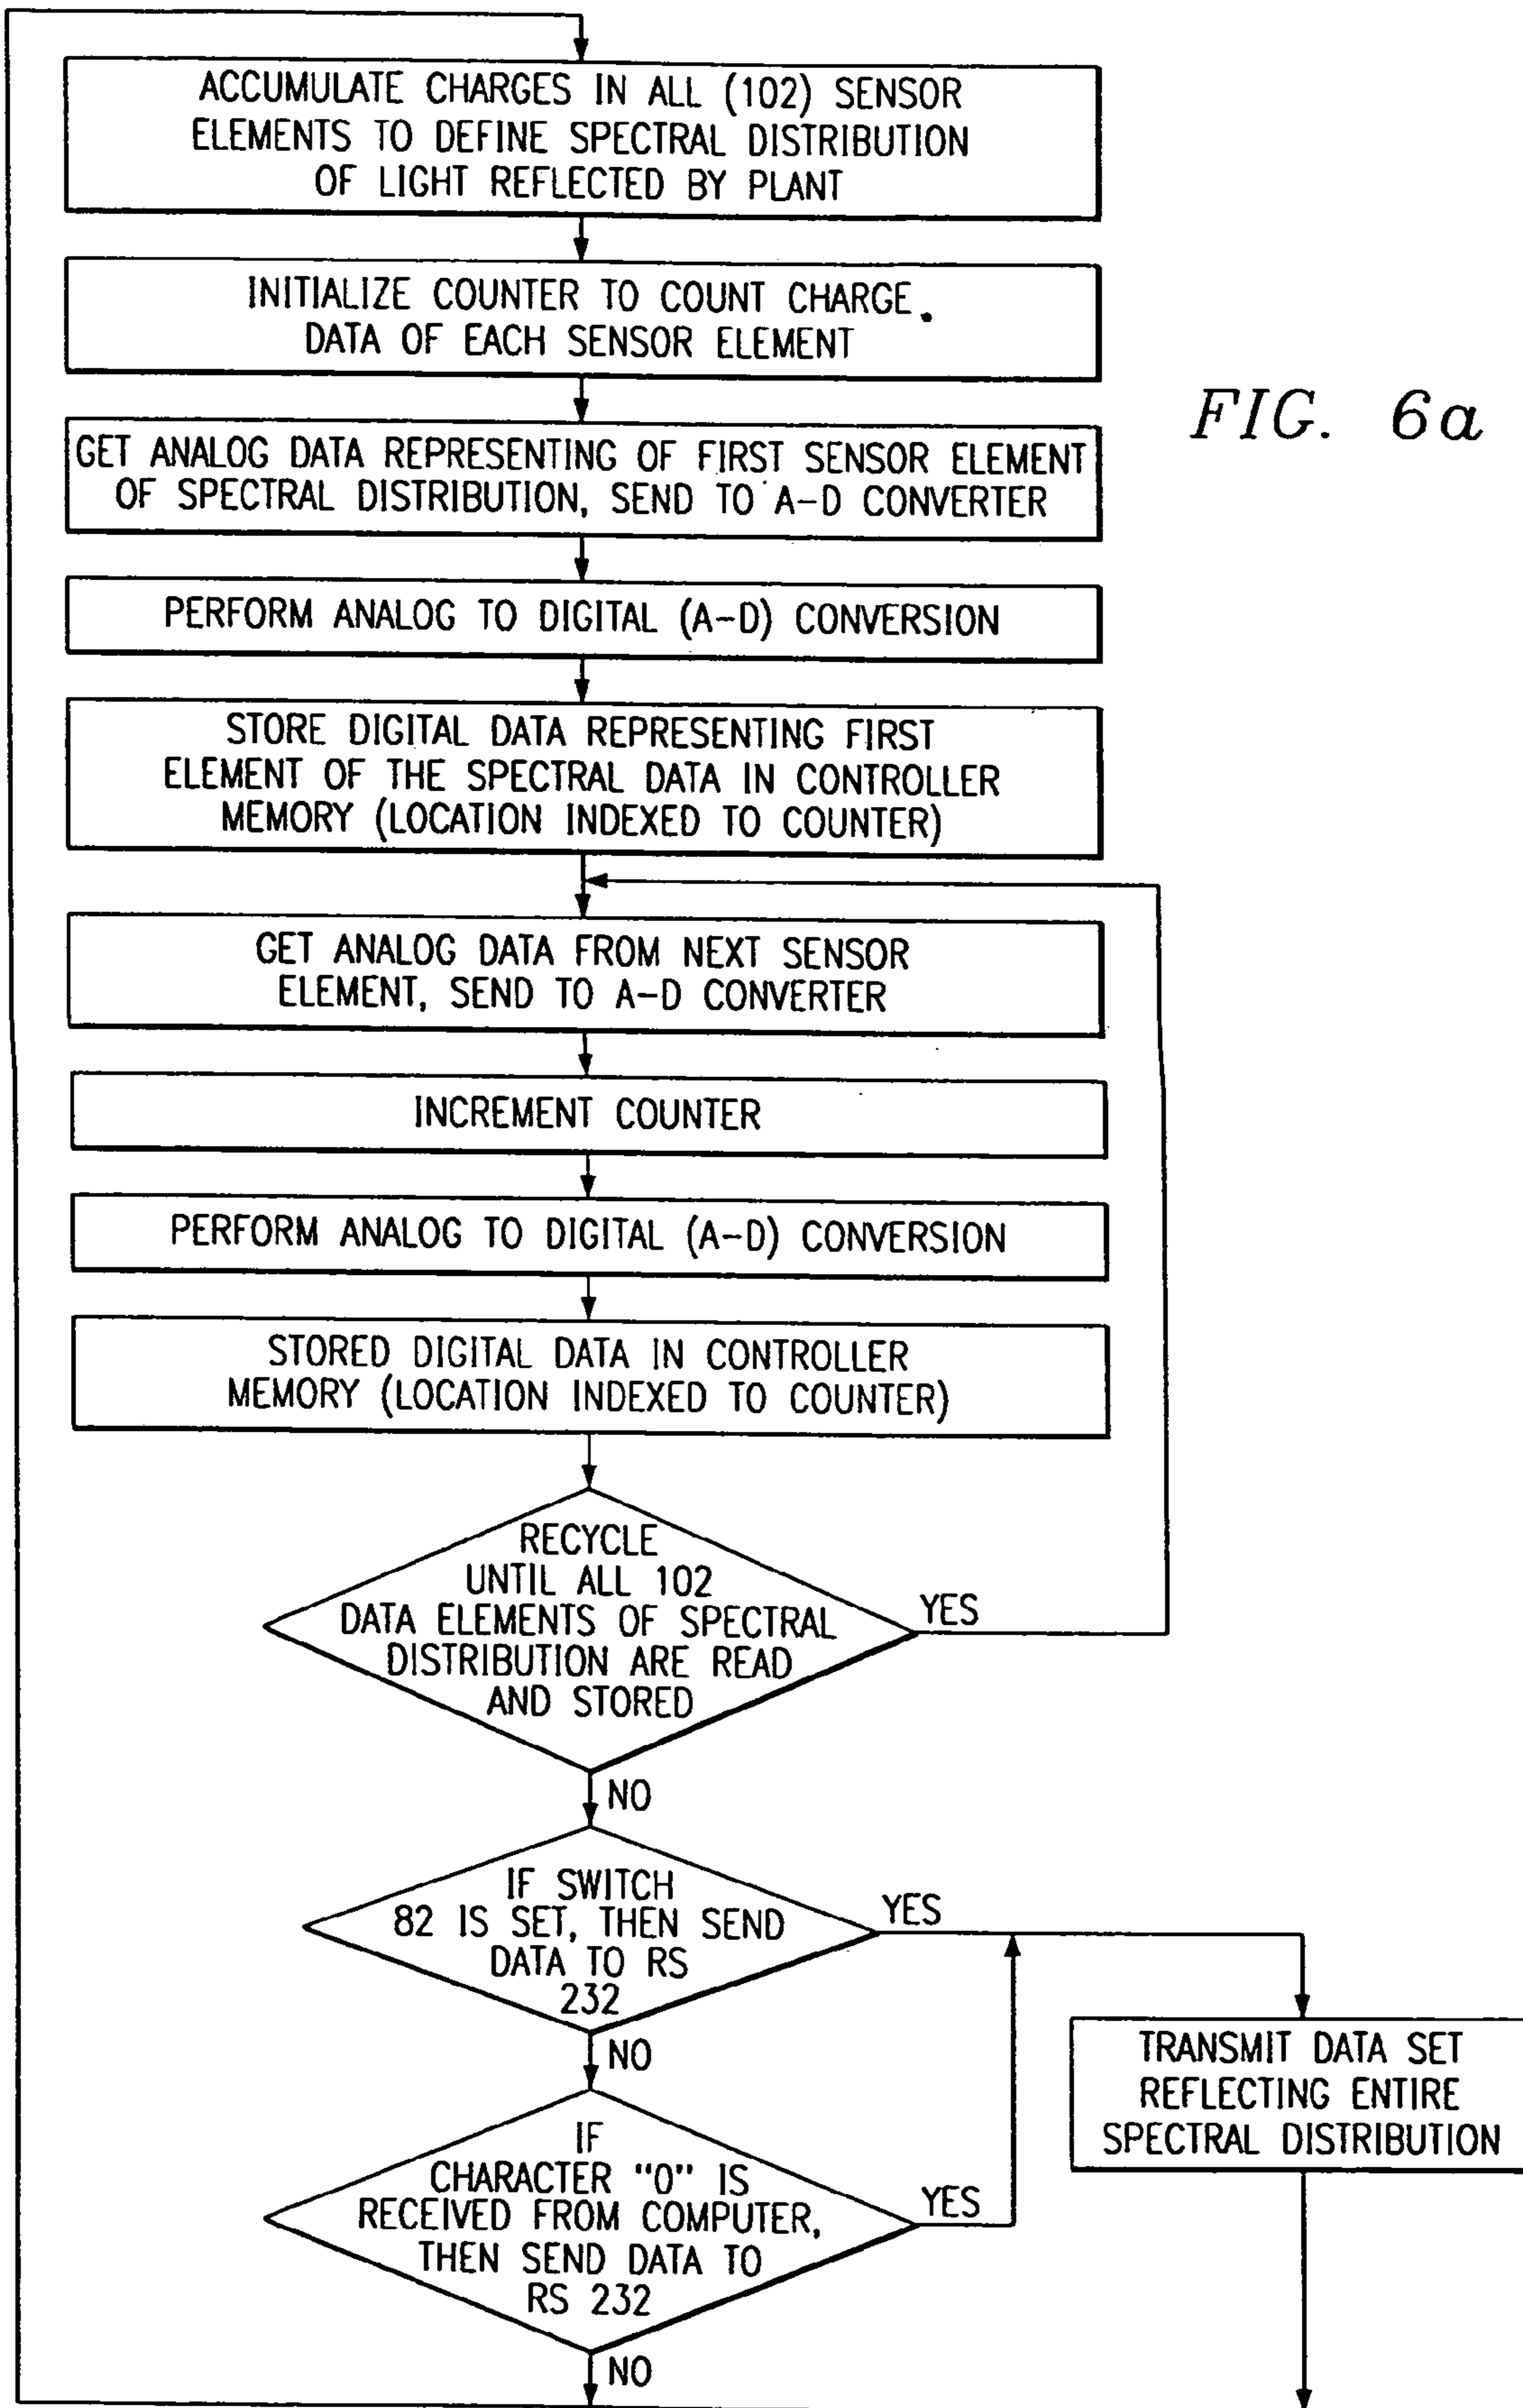 ACCUMULATE CHARGES IN ALL (102) SENSOR
ELEMENTS TO DEFINE SPECTRAL DISTRIBUTION
OF LIGHT REFLECTED BY PLANT
INITIALIZE COUNTER TO COUNT CHARGE.
DATA OF EACH SENSOR ELEMENT
FIG. 6a
GET ANALOG DATA REPRESENTING OF FIRST SENSOR ELEMENT
OF SPECTRAL DISTRIBUTION, SEND TO A-D CONVERTER
PERFORM ANALOG TO DIGITAL (A-D) CONVERSION
STORE DIGITAL DATA REPRESENTING FIRST
ELEMENT OF THE SPECTRAL DATA IN CONTROLLER
MEMORY (LOCATION INDEXED TO COUNTER)
GET ANALOG DATA FROM NEXT SENSOR
ELEMENT, SEND TO A-D CONVERTER
INCREMENT COUNTER
PERFORM ANALOG TO DIGITAL (A-D) CONVERSION
STORED DIGITAL DATA IN CONTROLLER
MEMORY (LOCATION INDEXED TO COUNTER)
RECYCLE
UNTIL ALL 102
DATA ELEMENTS OF SPECTRAL
DISTRIBUTION ARE READ
AND STORED
YES
NO
IF SWITCH
82 IS SET, THEN SEND
DATA TO RS
232
YES
NO
TRANSMIT DATA SET
REFLECTING ENTIRE
SPECTRAL DISTRIBUTION
IF
CHARACTER "0" IS
RECEIVED FROM COMPUTER,
THEN SEND DATA TO
RS 232
YES
NO